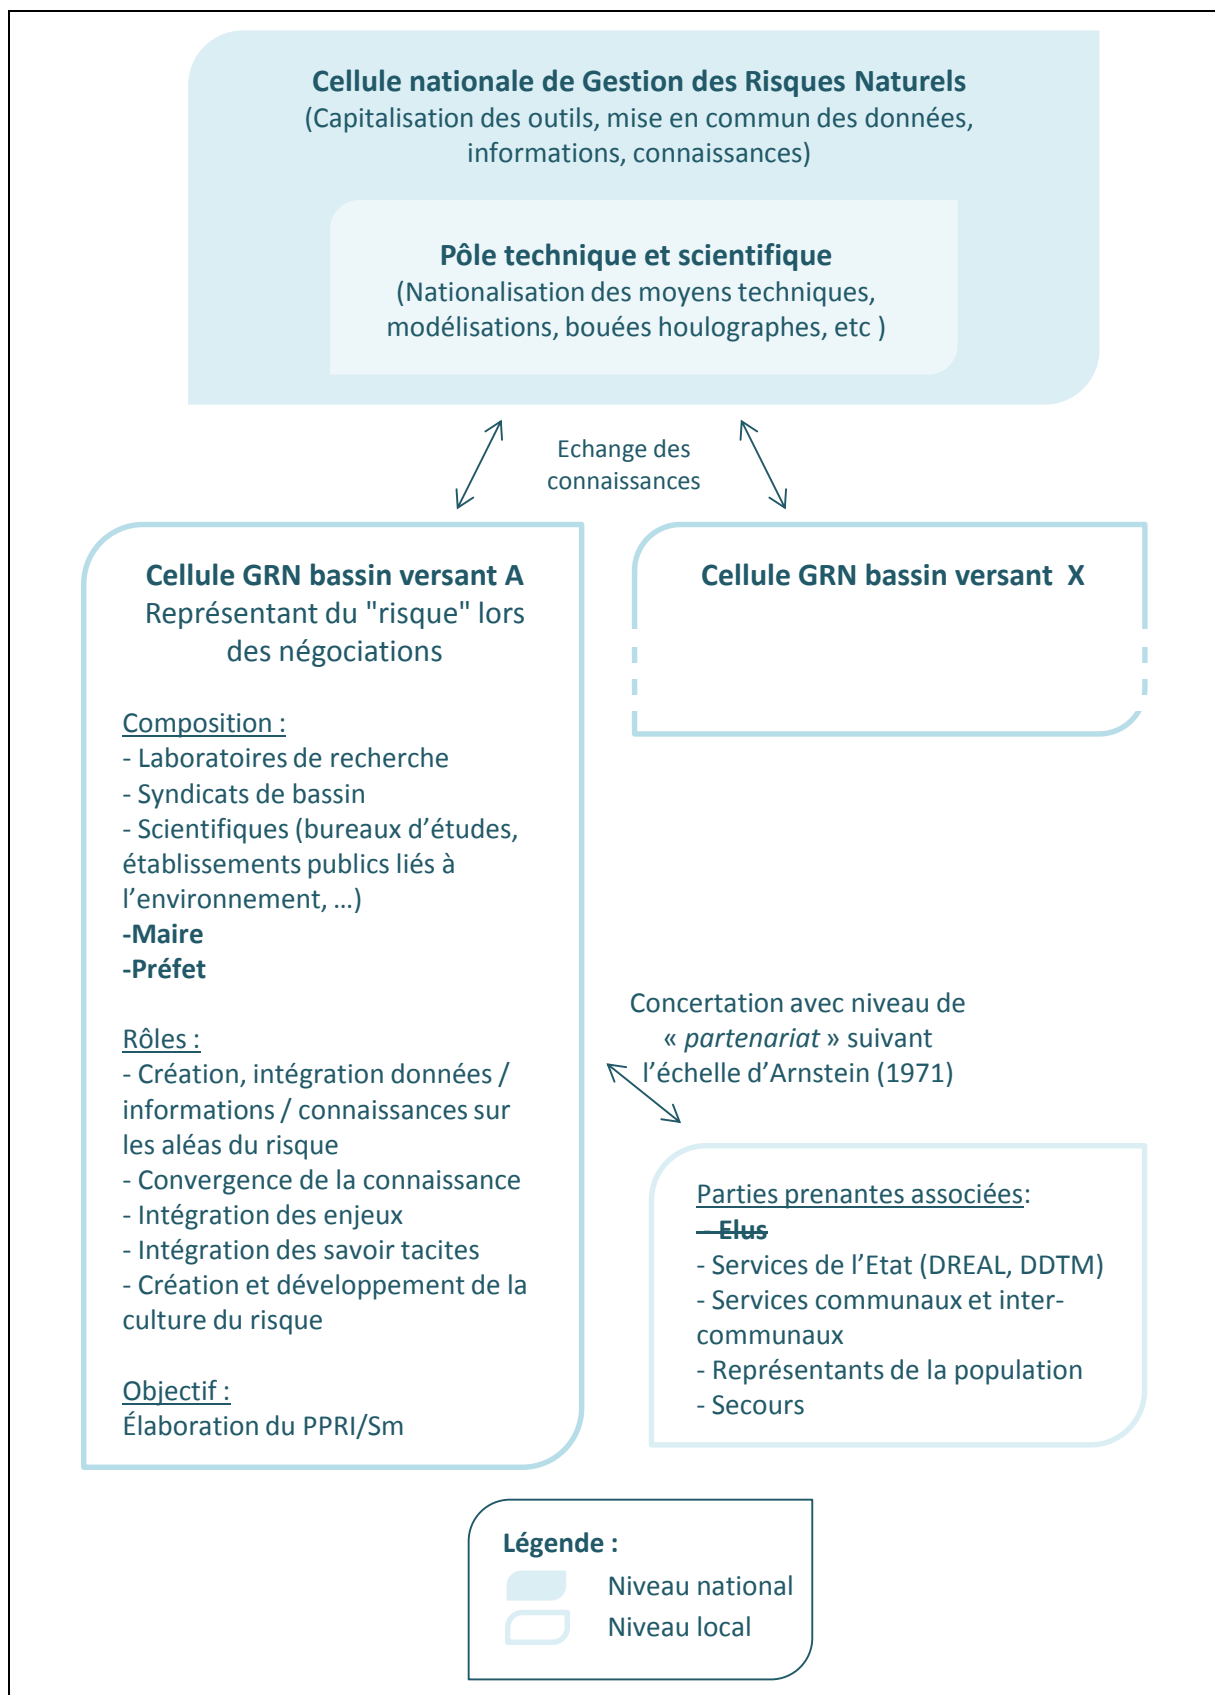 Cellule nationale de Gestion des Risques Naturels
(Capitalisation des outils, mise en commun des données,
informations, connaissances)
Pôle technique et scientifique
(Nationalisation des moyens techniques,
modélisations, bouées houlographes, etc )
Echange des
connaissances
Cellule GRN bassin versant A
Représentant du "risque" lors
des négociations
Composition :
- Laboratoires de recherche
- Syndicats de bassin
- Scientifiques (bureaux d’études,
établissements publics liés à
l’environnement, …)
-Maire
-Préfet
Rôles :
- Création, intégration données /
informations / connaissances sur
les aléas du risque
- Convergence de la connaissance
- Intégration des enjeux
- Intégration des savoir tacites
- Création et développement de la
culture du risque
Objectif :
Élaboration du PPRI/Sm
Cellule GRN bassin versant  X
Concertation avec niveau de
« partenariat » suivant
l’échelle d’Arnstein (1971)
Parties prenantes associées:
- Elus
- Services de l’Etat (DREAL, DDTM)
- Services communaux et inter-
communaux
- Représentants de la population
- Secours
Légende :
Niveau national
Niveau local